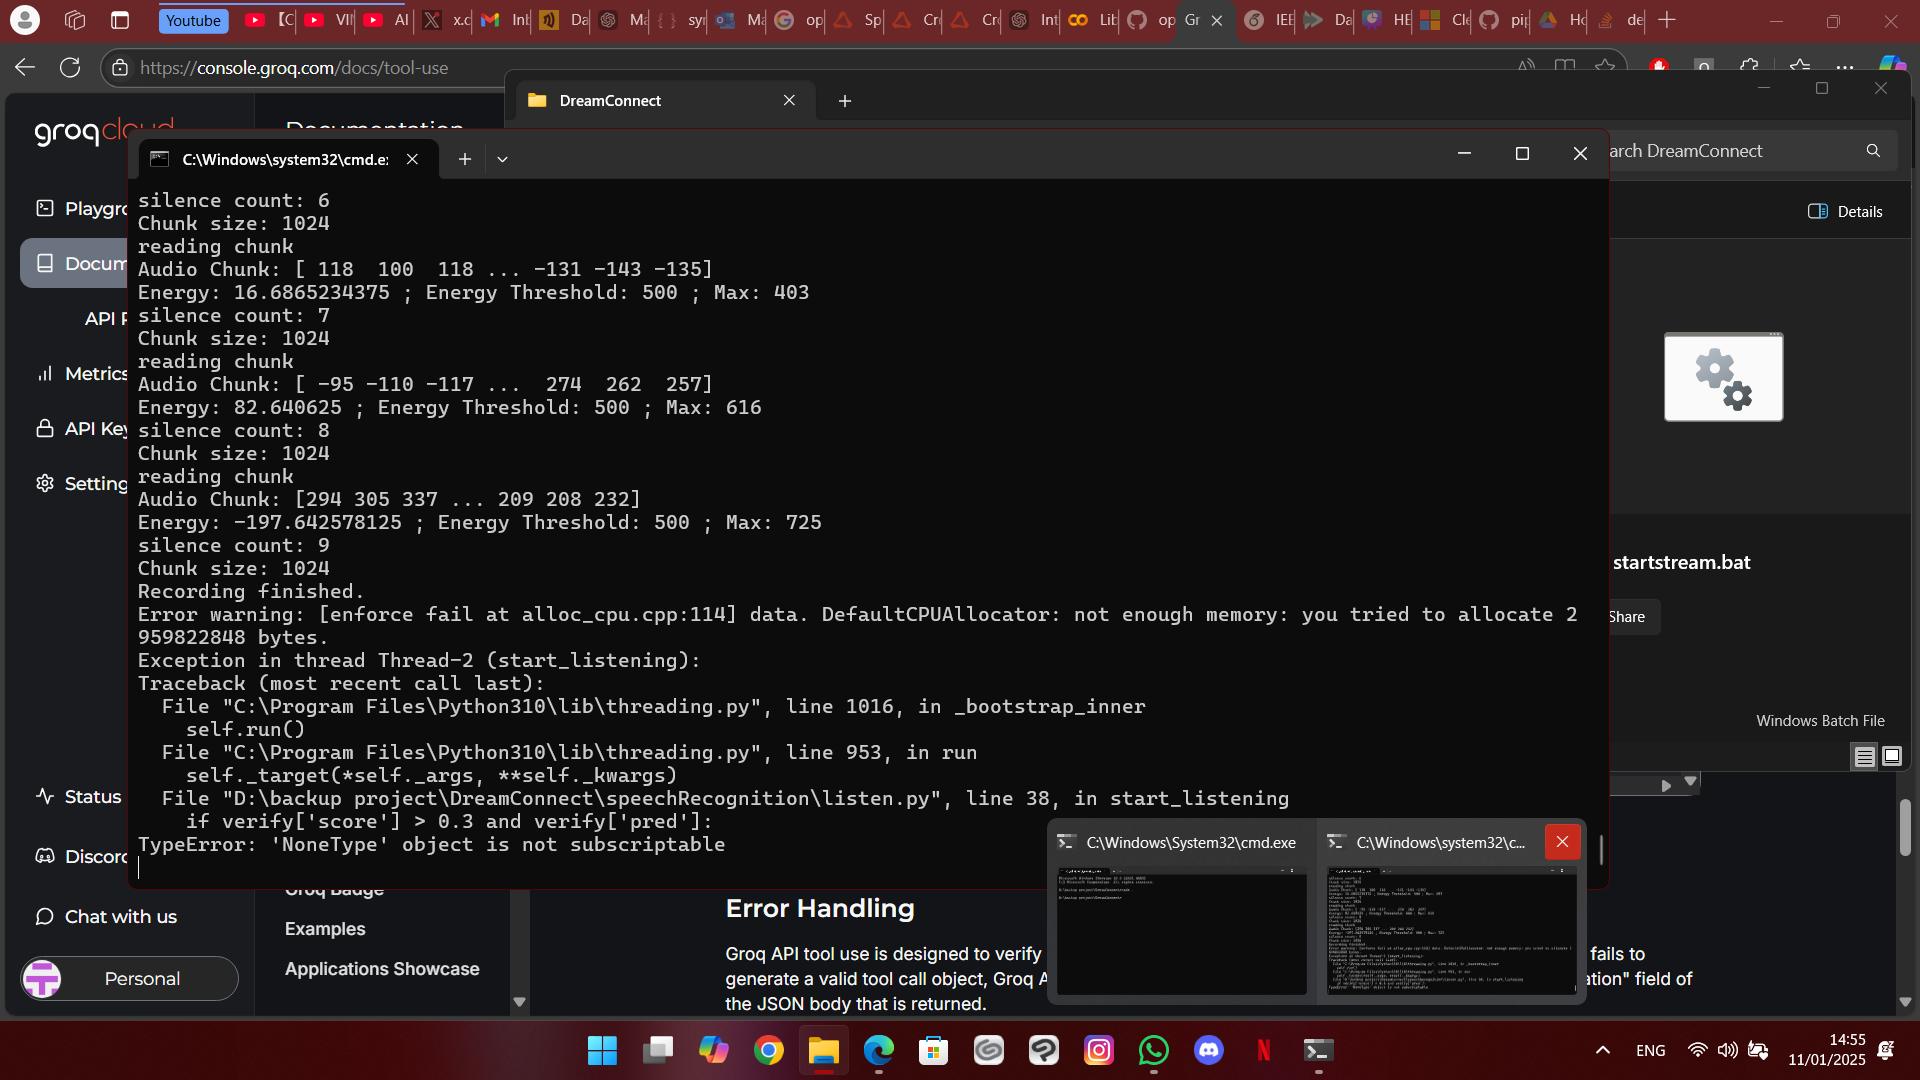 Youtube
【C
VII
AI
x.c
Inb
Da
Ma
syr
Ma
op
Sp
Cr
Cr
Int
Lib
op
Gr
IEE
Da
HE
Cle
pip
Ho
de
https://console.groq.com/docs/tool-use
DreamConnect
groqcloud
Documentation
C:\Windows\system32\cmd.e
arch DreamConnect
Details
Playgro
Docum
API R
Metrics
API Key
Setting
silence count: 6
Chunk size: 1024
reading chunk
Audio Chunk: [ 118  100  118 ... -131 -143 -135]
Energy: 16.6865234375 ; Energy Threshold: 500 ; Max: 403
silence count: 7
Chunk size: 1024
reading chunk
Audio Chunk: [ -95 -110 -117 ...  274  262  257]
Energy: 82.640625 ; Energy Threshold: 500 ; Max: 616
silence count: 8
Chunk size: 1024
reading chunk
Audio Chunk: [294 305 337 ... 209 208 232]
Energy: -197.642578125 ; Energy Threshold: 500 ; Max: 725
silence count: 9
Chunk size: 1024
Recording finished.
Error warning: [enforce fail at alloc_cpu.cpp:114] data. DefaultCPUAllocator: not enough memory: you tried to allocate 2
959822848 bytes.
Exception in thread Thread-2 (start_listening):
Traceback (most recent call last):
  File "C:\Program Files\Python310\lib\threading.py", line 1016, in _bootstrap_inner
    self.run()
  File "C:\Program Files\Python310\lib\threading.py", line 953, in run
    self._target(*self._args, **self._kwargs)
  File "D:\backup project\DreamConnect\speechRecognition\listen.py", line 38, in start_listening
    if verify['score'] > 0.3 and verify['pred']:
TypeError: 'NoneType' object is not subscriptable
startstream.bat
Share
Windows Batch File
Status
Discord
Chat with us
Personal
Groq Badge
Examples
Applications Showcase
Error Handling
Groq API tool use is designed to verify
generate a valid tool call object, Groq A
the JSON body that is returned.
fails to
ation" field of
C:\Windows\System32\cmd.exe
C:\Windows\system32\c...
ENG
14:55
11/01/2025